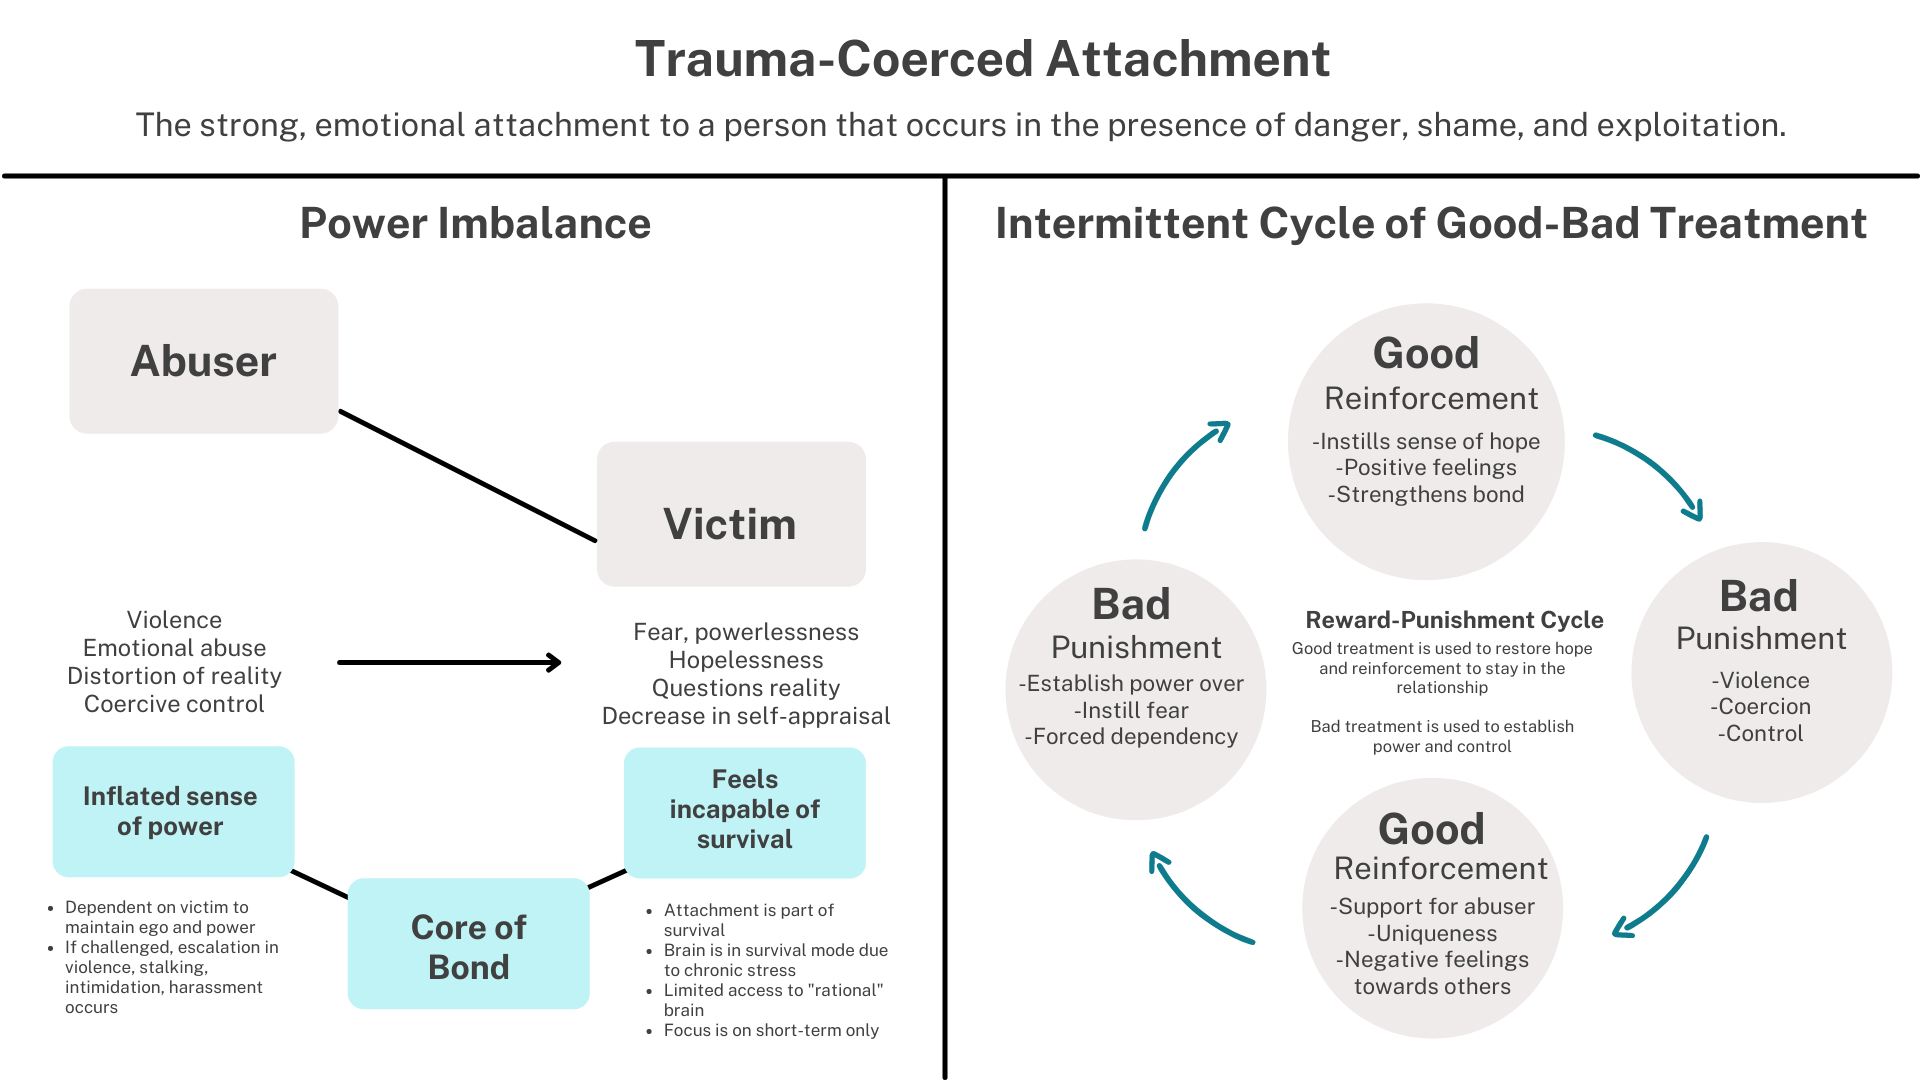 Trauma-Coerced Attachment
The strong, emotional attachment to a person that occurs in the presence of danger, shame, and exploitation.
Power Imbalance
Abuser
Victim
Violence
Emotional abuse
Distortion of reality
Coercive control
Fear, powerlessness
Hopelessness
Questions reality
Decrease in self-appraisal
Inflated sense
of power
Feels
incapable of
survival
Core of
Bond
• Dependent on victim to
maintain ego and power
• If challenged, escalation in
violence, stalking,
intimidation, harassment
occurs
• Attachment is part of
survival
• Brain is in survival mode due
to chronic stress
• Limited access to "rational"
brain
• Focus is on short-term only
Intermittent Cycle of Good-Bad Treatment
Good
Reinforcement
-Instills sense of hope
-Positive feelings
-Strengthens bond
Bad
Punishment
-Violence
-Coercion
-Control
Good
Reinforcement
-Support for abuser
-Uniqueness
-Negative feelings
towards others
Bad
Punishment
-Establish power over
-Instill fear
-Forced dependency
Reward-Punishment Cycle
Good treatment is used to restore hope
and reinforcement to stay in the
relationship
Bad treatment is used to establish
power and control